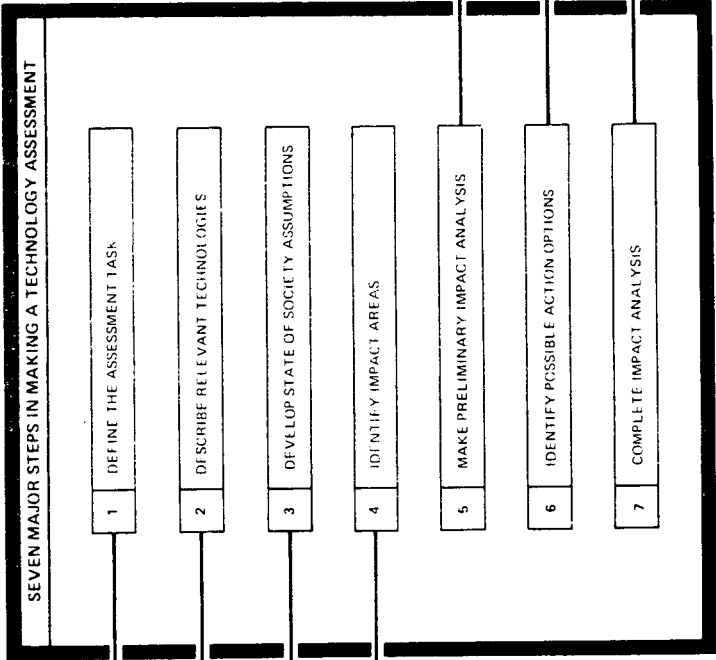 SEVEN MAJOR STEPS IN MAKING A TECHNOLOGY ASSESSMENT
1 DEFINE THE ASSESSMENT TASK
2 DESCRIBE RELEVANT TECHNOLOGIES
3 DEVELOP STATE OF SOCIETY ASSUMPTIONS
4 IDENTIFY IMPACT AREAS
5 MAKE PRELIMINARY IMPACT ANALYSIS
6 IDENTIFY POSSIBLE ACTION OPTIONS
7 COMPLETE IMPACT ANALYSIS